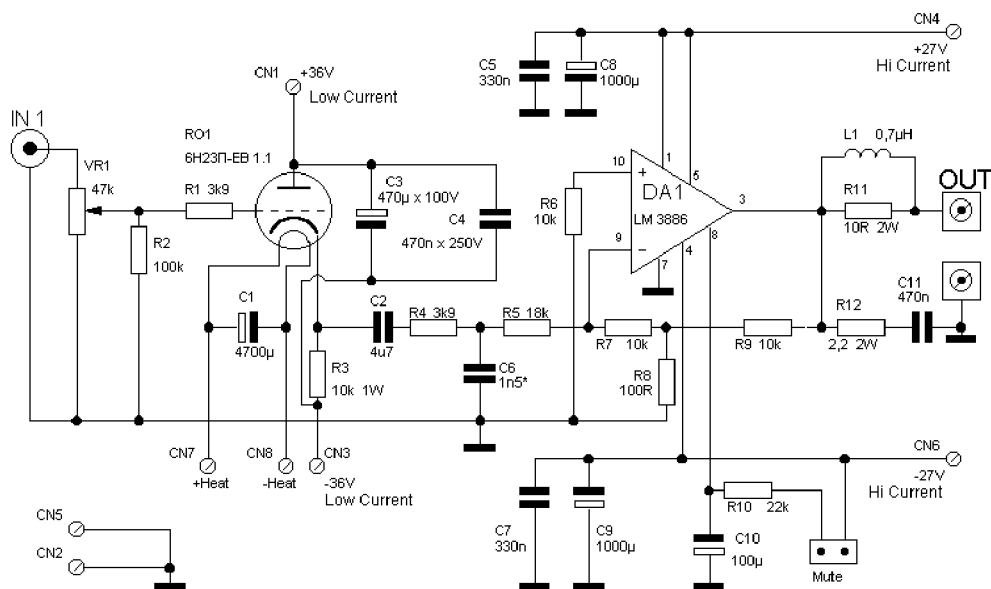 CN4
+27V
Hi Current
C5
330n
C8
1000µ
CN1
+36V
Low Current
IN 1
RO1
6Н23П-ЕВ 1.1
VR1
47k
R1 3k9
C3
470µ x 100V
C4
470n x 250V
R2
100k
10
+
1
5
DA1
LM 3886
3
R6
10k
9
−
7
4
8
L1 0,7µH
R11
10R 2W
OUT
C1
4700µ
C2
4u7
R4 3k9
R5 18k
R7 10k
R9 10k
R12
2,2 2W
C11
470n
R3
10k 1W
C6
1n5*
R8
100R
CN7
+Heat
CN8
-Heat
CN3
-36V
Low Current
CN6
-27V
Hi Current
C7
330n
C9
1000µ
R10 22k
C10
100µ
Mute
CN5
CN2